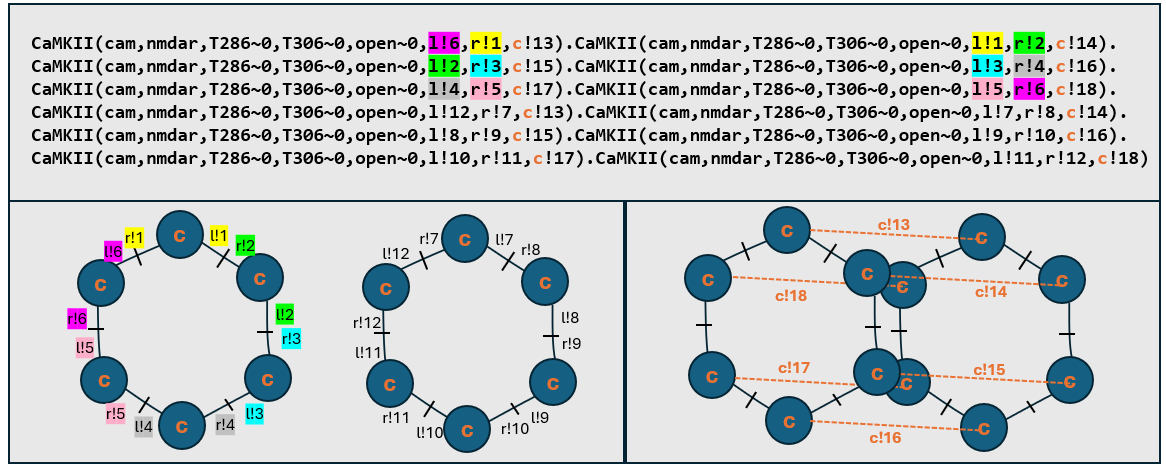 CaMKII(cam,nmdar,T286~0,T306~0,open~0,l!6,r!1,c!13).CaMKII(cam,nmdar,T286~0,T306~0,open~0,l!1,r!2,c!14).
CaMKII(cam,nmdar,T286~0,T306~0,open~0,l!2,r!3,c!15).CaMKII(cam,nmdar,T286~0,T306~0,open~0,l!3,r!4,c!16).
CaMKII(cam,nmdar,T286~0,T306~0,open~0,l!4,r!5,c!17).CaMKII(cam,nmdar,T286~0,T306~0,open~0,l!5,r!6,c!18).
CaMKII(cam,nmdar,T286~0,T306~0,open~0,l!12,r!7,c!13).CaMKII(cam,nmdar,T286~0,T306~0,open~0,l!7,r!8,c!14).
CaMKII(cam,nmdar,T286~0,T306~0,open~0,l!8,r!9,c!15).CaMKII(cam,nmdar,T286~0,T306~0,open~0,l!9,r!10,c!16).
CaMKII(cam,nmdar,T286~0,T306~0,open~0,l!10,r!11,c!17).CaMKII(cam,nmdar,T286~0,T306~0,open~0,l!11,r!12,c!18)
c
l!6 r!1 l!1 r!2
c c
r!6 l!2
l!5 r!3
c c
r!5 l!4 r!4 l!3
c
c
l!12 r!7 l!7 r!8
c c
r!12 l!8
l!11 r!9
c c
r!11 l!10 r!10 l!9
c
c c!13 c
c c!18 c c c!14 c
c c!17 c c c!15 c
c c!16 c